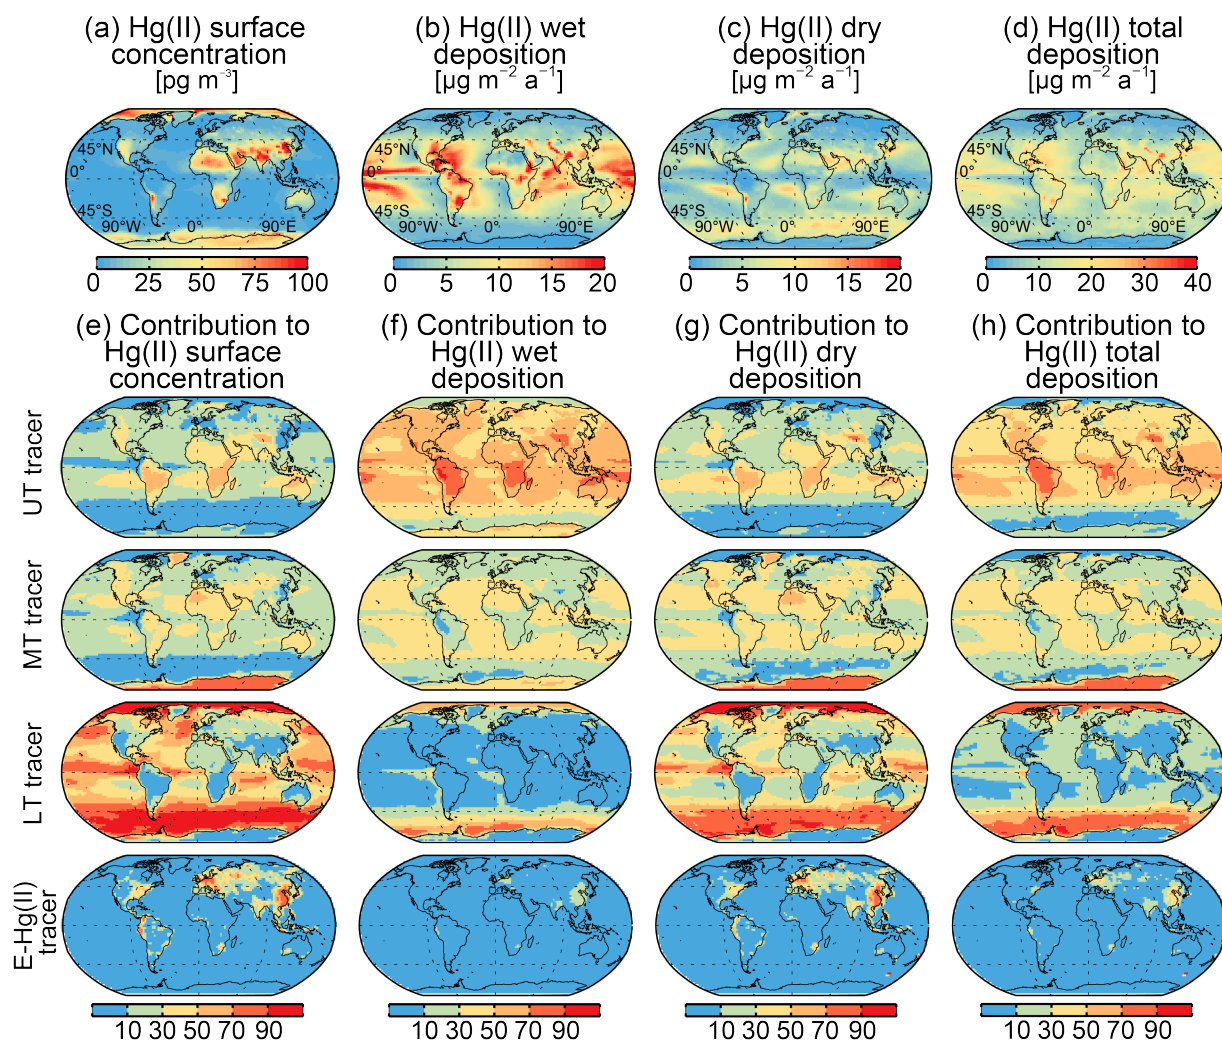 (a) Hg(II) surface
concentration
[pg m⁻³]
(b) Hg(II) wet
deposition
[µg m⁻² a⁻¹]
(c) Hg(II) dry
deposition
[µg m⁻² a⁻¹]
(d) Hg(II) total
deposition
[µg m⁻² a⁻¹]
45°N
0°
45°S
90°W 0° 90°E
45°N
0°
45°S
90°W 0° 90°E
45°N
0°
45°S
90°W 0° 90°E
45°N
0°
45°S
90°W 0° 90°E
0 25 50 75 100
0 5 10 15 20
0 5 10 15 20
0 10 20 30 40
(e) Contribution to
Hg(II) surface
concentration
(f) Contribution to
Hg(II) wet
deposition
(g) Contribution to
Hg(II) dry
deposition
(h) Contribution to
Hg(II) total
deposition
UT tracer
MT tracer
LT tracer
E-Hg(II)
tracer
10 30 50 70 90
10 30 50 70 90
10 30 50 70 90
10 30 50 70 90